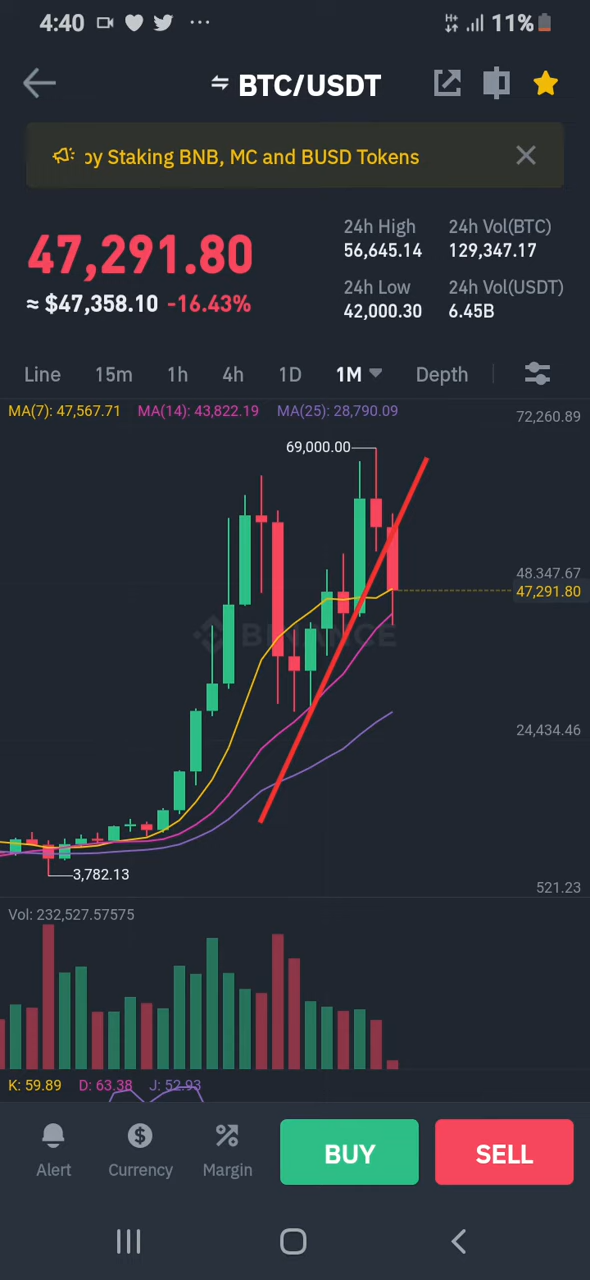 4:40 ... 11%
BTC/USDT
by Staking BNB, MC and BUSD Tokens
47,291.80
≈ $47,358.10 -16.43%
24h High 24h Vol(BTC)
56,645.14 129,347.17
24h Low 24h Vol(USDT)
42,000.30 6.45B
Line 15m 1h 4h 1D 1M Depth
MA(7): 47,567.71 MA(14): 43,822.19 MA(25): 28,790.09
72,260.89
69,000.00
48,347.67
47,291.80
BINANCE
24,434.46
3,782.13
521.23
Vol: 232,527.57575
K: 59.89 D: 63.38 J: 52.93
Alert Currency Margin BUY SELL